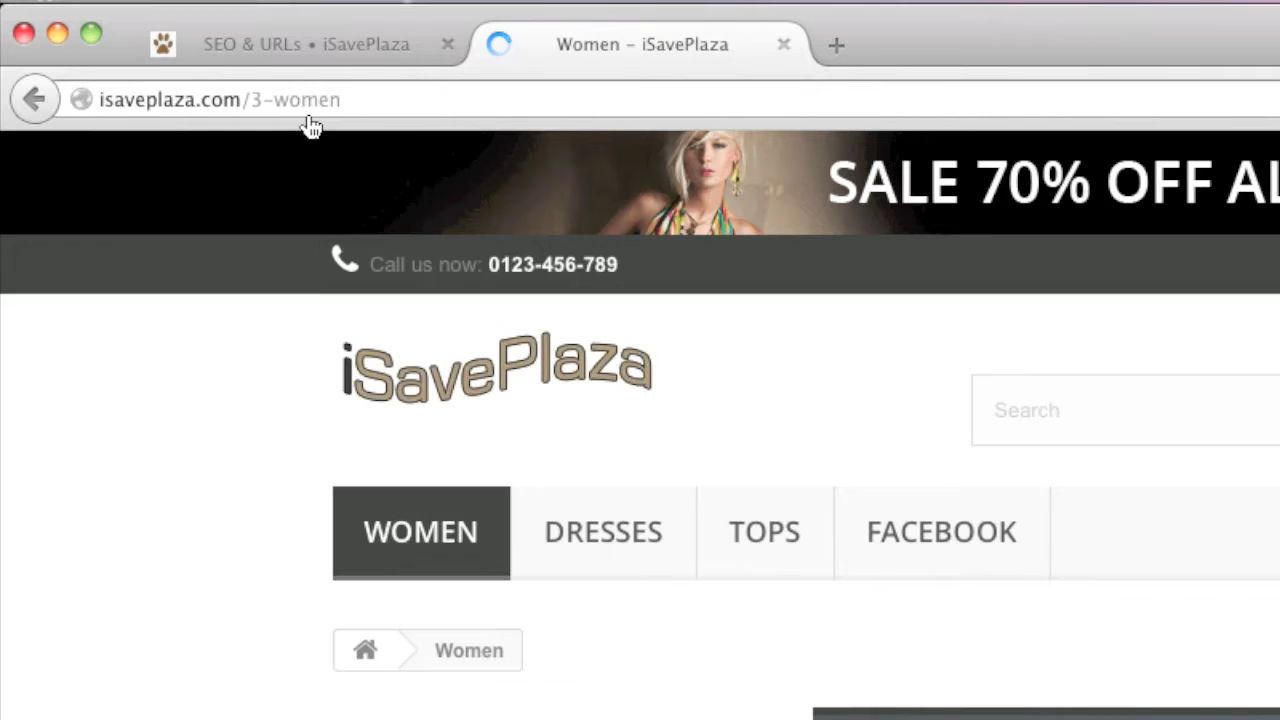 SEO & URLs • iSavePlaza
Women – iSavePlaza
isaveplaza.com/3-women
SALE 70% OFF AL
Call us now: 0123-456-789
iSavePlaza
Search
WOMEN DRESSES TOPS FACEBOOK
Women